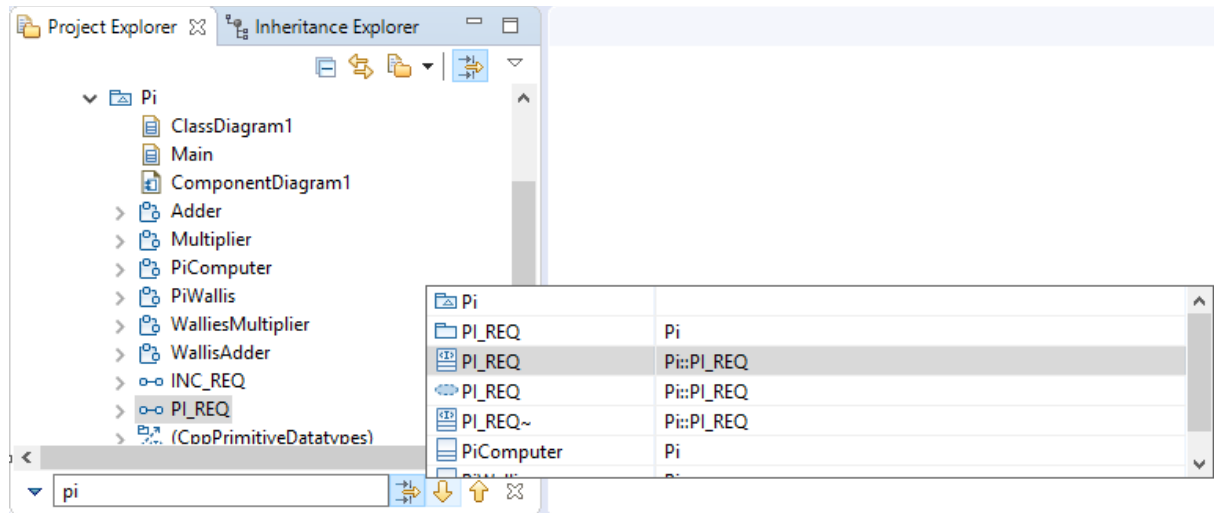 Project Explorer Inheritance Explorer
Pi
ClassDiagram1
Main
ComponentDiagram1
Adder
Multiplier
PiComputer
PiWallis
WalliesMultiplier
WallisAdder
INC_REQ
PI_REQ
(CppPrimitiveDatatypes)
pi
Pi
PI_REQ Pi
PI_REQ Pi::PI_REQ
PI_REQ Pi::PI_REQ
PI_REQ~ Pi::PI_REQ
PiComputer Pi